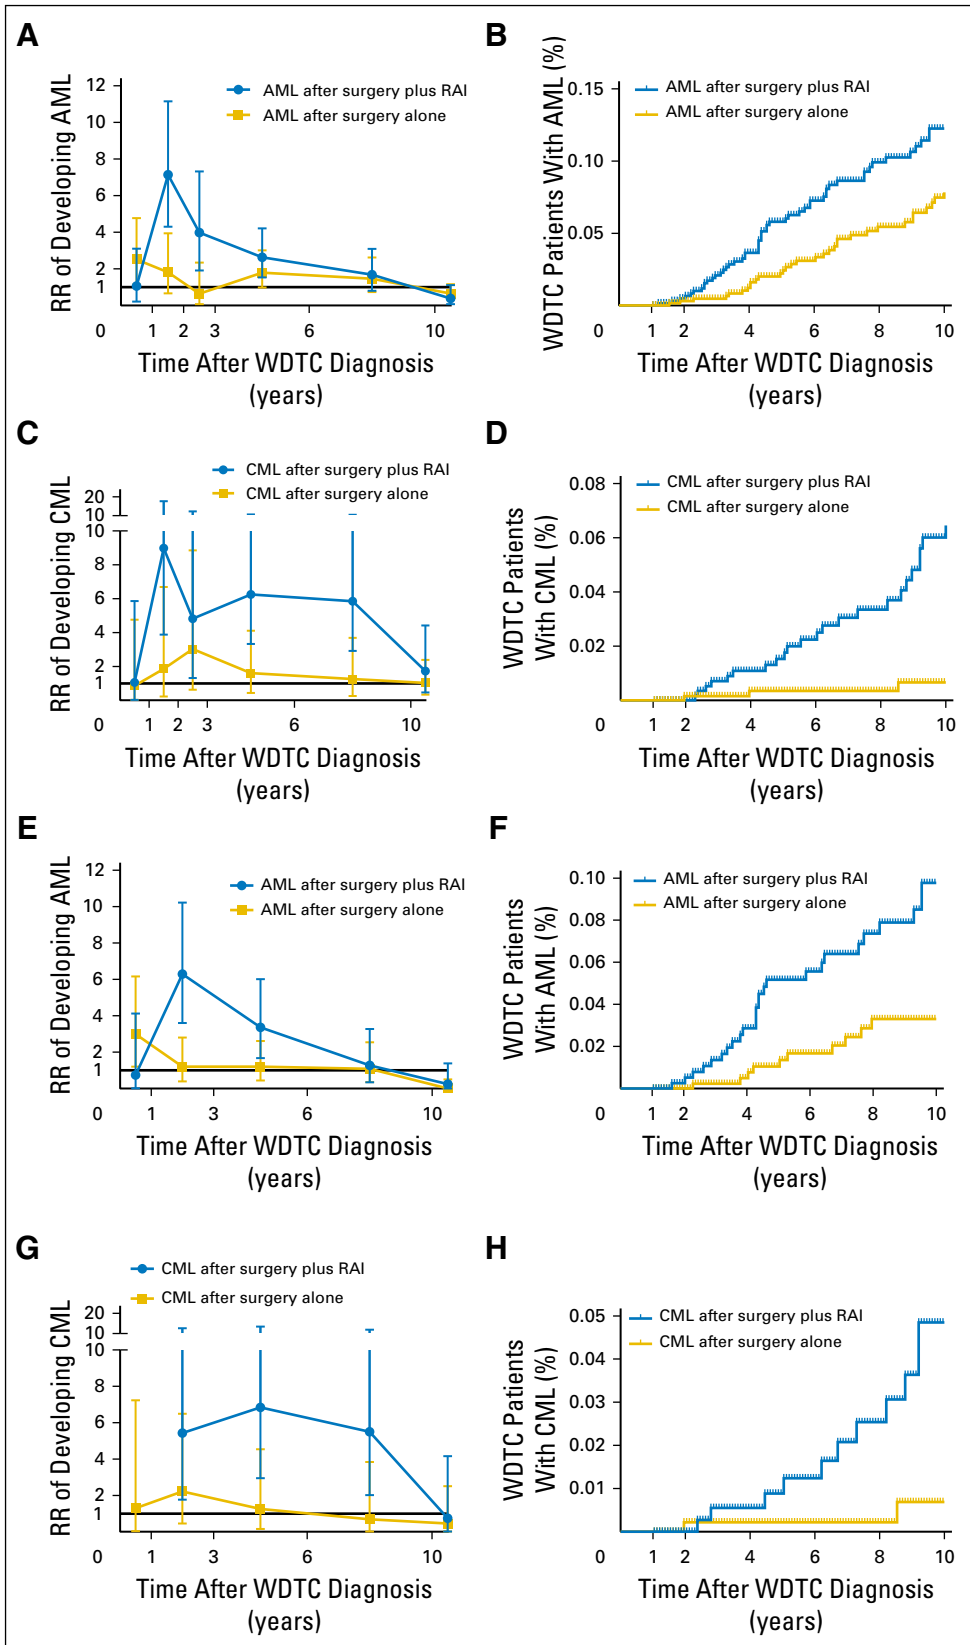 A
RR of Developing AML
12
10
8
6
4
2
1
AML after surgery plus RAI
AML after surgery alone
0 1 2 3 6 10
Time After WDTC Diagnosis
(years)
B
WDTC Patients With AML (%)
0.15
0.10
0.05
AML after surgery plus RAI
AML after surgery alone
0 1 2 4 6 8 10
Time After WDTC Diagnosis
(years)
C
RR of Developing CML
20
10
10
8
6
4
2
1
CML after surgery plus RAI
CML after surgery alone
0 1 2 3 6 10
Time After WDTC Diagnosis
(years)
D
WDTC Patients
With CML (%)
0.08
0.06
0.04
0.02
CML after surgery plus RAI
CML after surgery alone
0 1 2 4 6 8 10
Time After WDTC Diagnosis
(years)
E
RR of Developing AML
12
10
8
6
4
2
1
AML after surgery plus RAI
AML after surgery alone
0 1 3 6 10
Time After WDTC Diagnosis
(years)
F
WDTC Patients
With AML (%)
0.10
0.08
0.06
0.04
0.02
AML after surgery plus RAI
AML after surgery alone
0 1 2 4 6 8 10
Time After WDTC Diagnosis
(years)
G
RR of Developing CML
CML after surgery plus RAI
CML after surgery alone
20
10
10
8
6
4
2
1
0 1 3 6 10
Time After WDTC Diagnosis
(years)
H
WDTC Patients
With CML (%)
0.05
0.04
0.03
0.02
0.01
CML after surgery plus RAI
CML after surgery alone
0 1 2 4 6 8 10
Time After WDTC Diagnosis
(years)